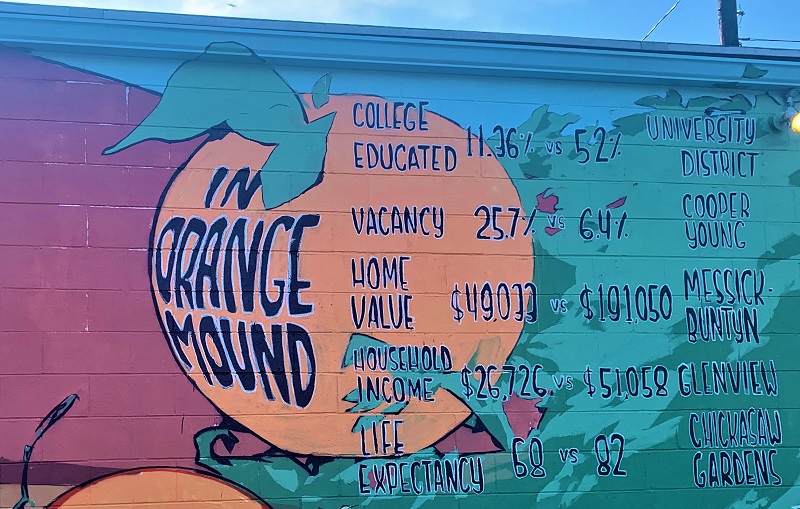 IN
ORANGE
MOUND
COLLEGE
EDUCATED 11.36% vs 52% UNIVERSITY
DISTRICT
VACANCY 25.7% vs 6.4% COOPER
YOUNG
HOME
VALUE $49,033 vs $191,050 MESSICK-
BUNTYN
HOUSEHOLD
INCOME $26,726 vs $51,058 GLENVIEW
LIFE
EXPECTANCY 68 vs 82 CHICKASAW
GARDENS